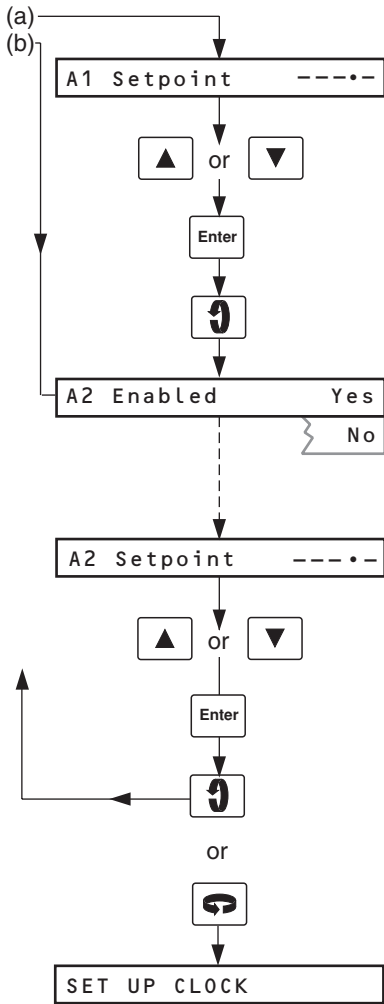 (a)
(b)
A1 Setpoint ---•-
▲ or ▼
Enter
A2 Enabled Yes
No
A2 Setpoint ---•-
▲ or ▼
Enter
or
SET UP CLOCK